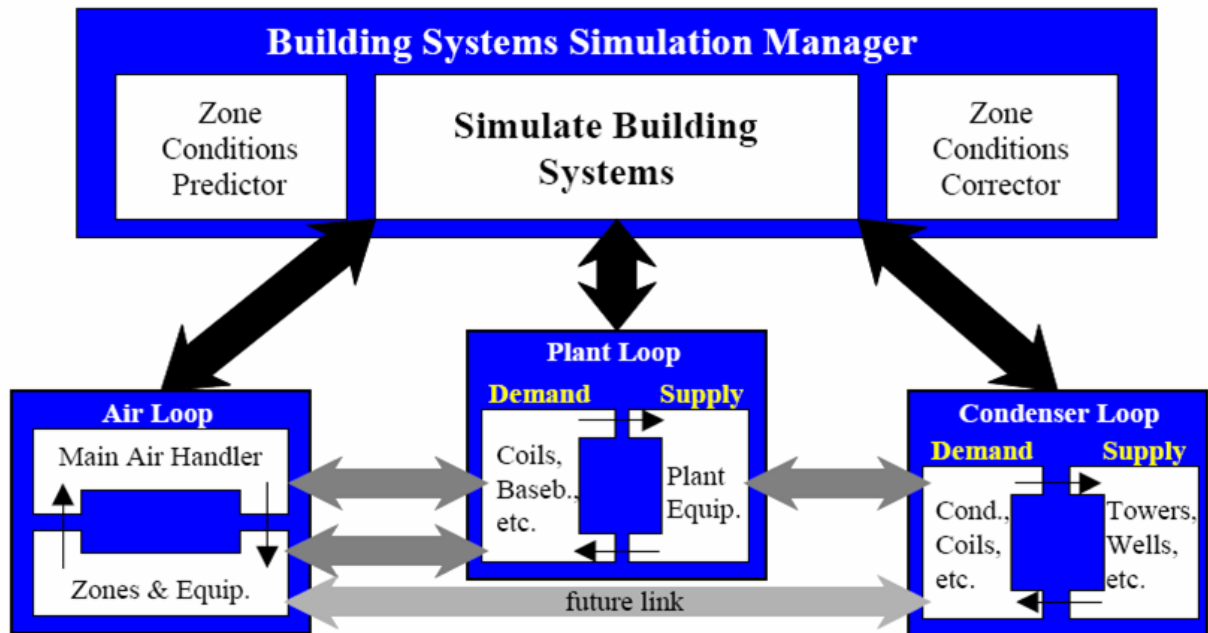 Building Systems Simulation Manager
Zone
Conditions
Predictor
Simulate Building
Systems
Zone
Conditions
Corrector
Air Loop
Main Air Handler
Zones & Equip.
Plant Loop
Demand
Supply
Coils,
Baseb.,
etc.
Plant
Equip.
Condenser Loop
Demand
Supply
Cond.,
Coils,
etc.
Towers,
Wells,
etc.
future link